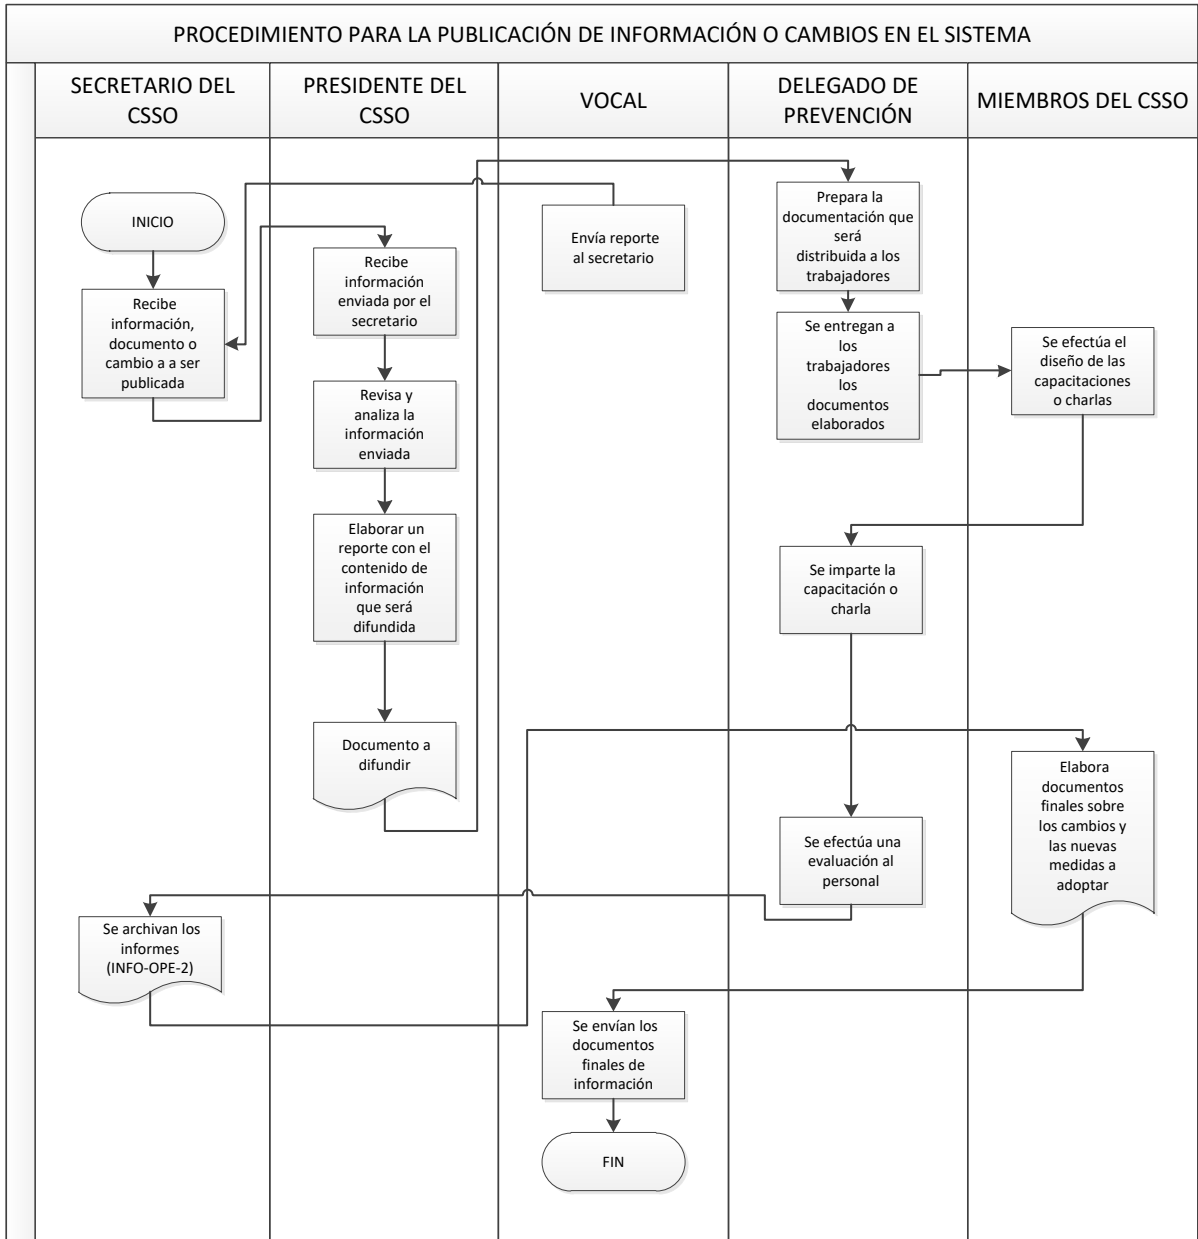 PROCEDIMIENTO PARA LA PUBLICACIÓN DE INFORMACIÓN O CAMBIOS EN EL SISTEMA
SECRETARIO DEL
CSSO
PRESIDENTE DEL
CSSO
VOCAL
DELEGADO DE
PREVENCIÓN
MIEMBROS DEL CSSO
INICIO
Recibe
información,
documento o
cambio a a ser
publicada
Recibe
información
enviada por el
secretario
Revisa y
analiza la
información
enviada
Elaborar un
reporte con el
contenido de
información
que será
difundida
Documento a
difundir
Envía reporte
al secretario
Prepara la
documentación que
será
distribuida a los
trabajadores
Se entregan a
los
trabajadores
los
documentos
elaborados
Se efectúa el
diseño de las
capacitaciones
o charlas
Se imparte la
capacitación o
charla
Se efectúa una
evaluación al
personal
Se archivan los
informes
(INFO-OPE-2)
Elabora
documentos
finales sobre
los cambios y
las nuevas
medidas a
adoptar
Se envían los
documentos
finales de
información
FIN